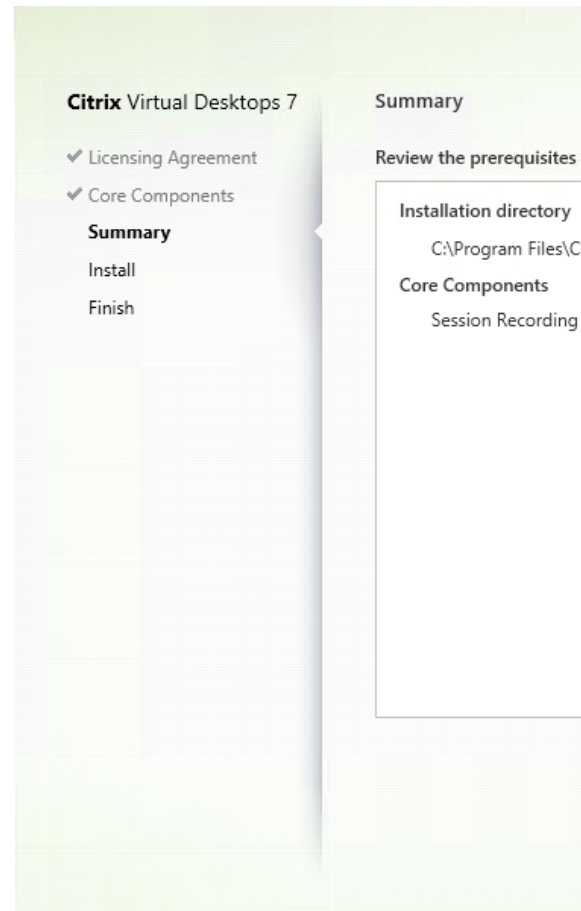 Citrix Virtual Desktops 7
Licensing Agreement
Core Components
Summary
Install
Finish
Summary
Review the prerequisites
Installation directory
C:\Program Files\C
Core Components
Session Recording